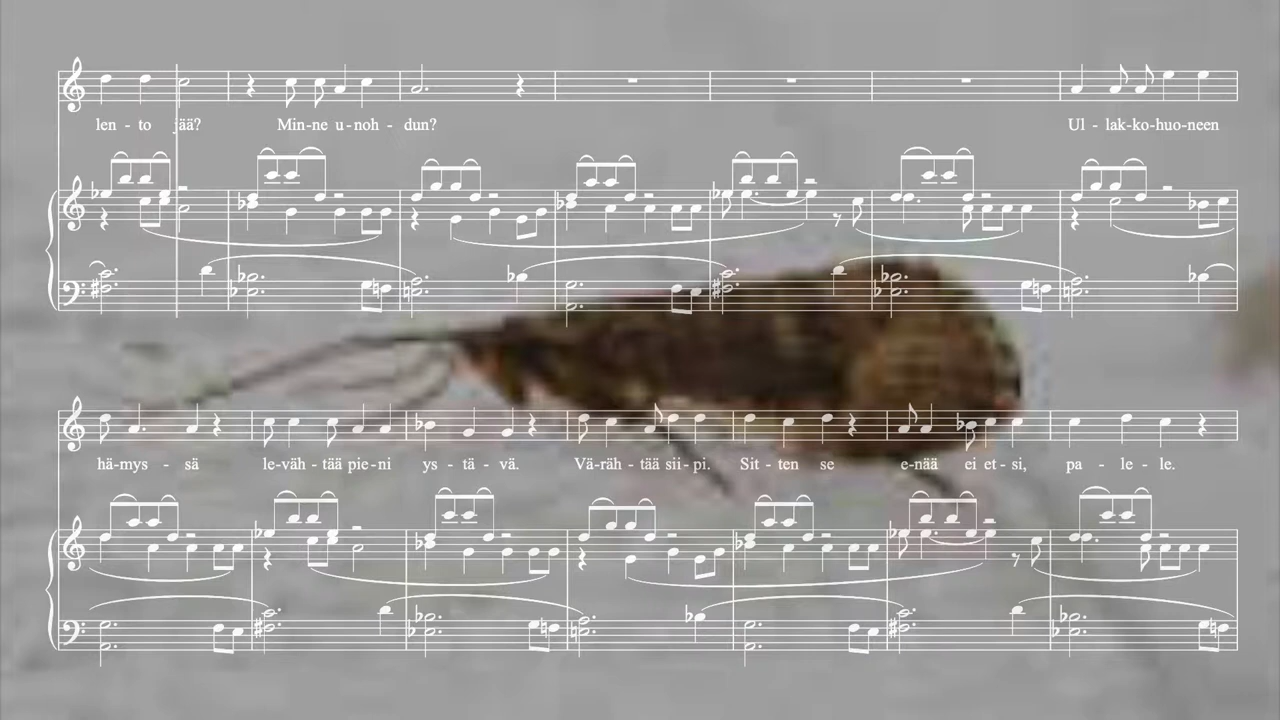 len - to jää? Min-ne u-noh - dun? Ul - lak-ko-huo-neen
hä-mys - sä le-väh - tää pie-ni ys - tä - vä. Vä-räh - tää sii-pi. Sit - ten se e-nää ei et-si, pa - le - le.